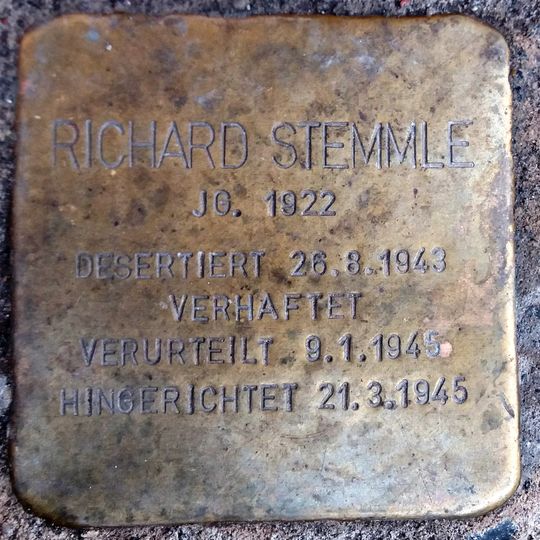 RICHARD STEMMLE
JG. 1922
DESERTIERT 26.8.1943
VERHAFTET
VERURTEILT 9.1.1945
HINGERICHTET 21.3.1945